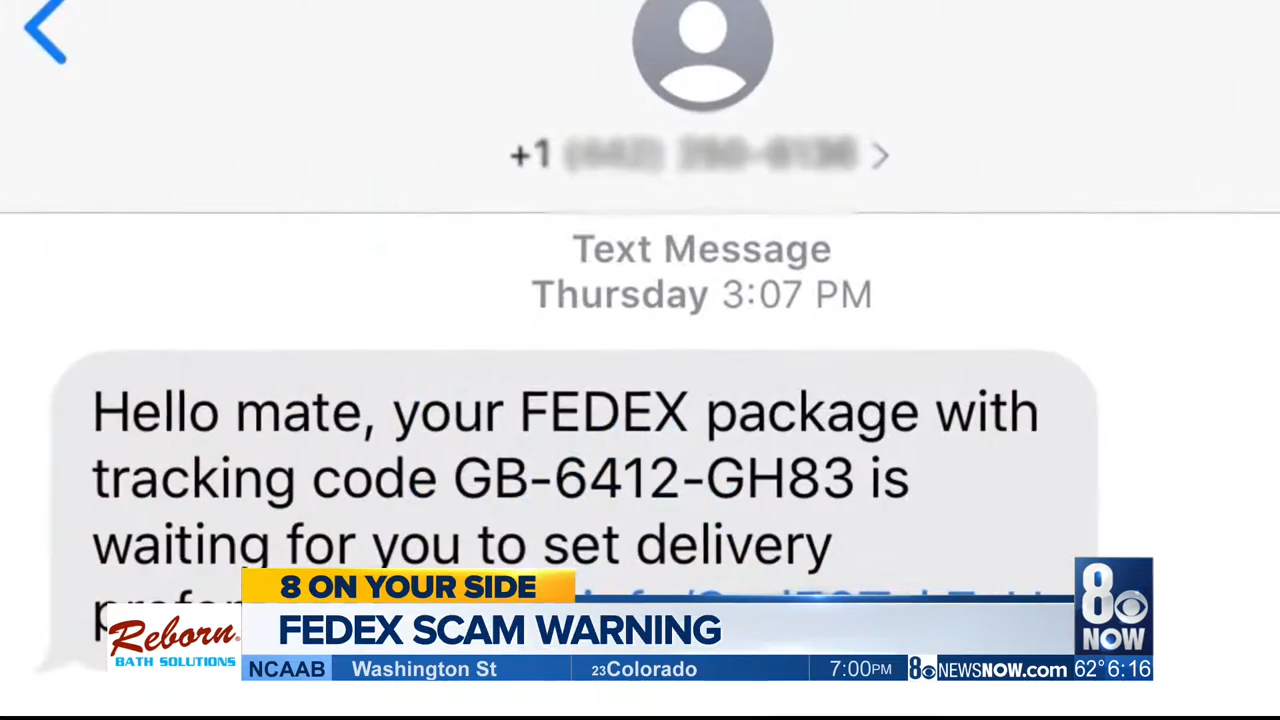 +1
Text Message
Thursday 3:07 PM
Hello mate, your FEDEX package with
tracking code GB-6412-GH83 is
waiting for you to set delivery
8 ON YOUR SIDE
FEDEX SCAM WARNING
Reborn
BATH SOLUTIONS
8
NOW
NCAAB Washington St 23Colorado 7:00PM 8NEWSNOW.com 62° 6:16